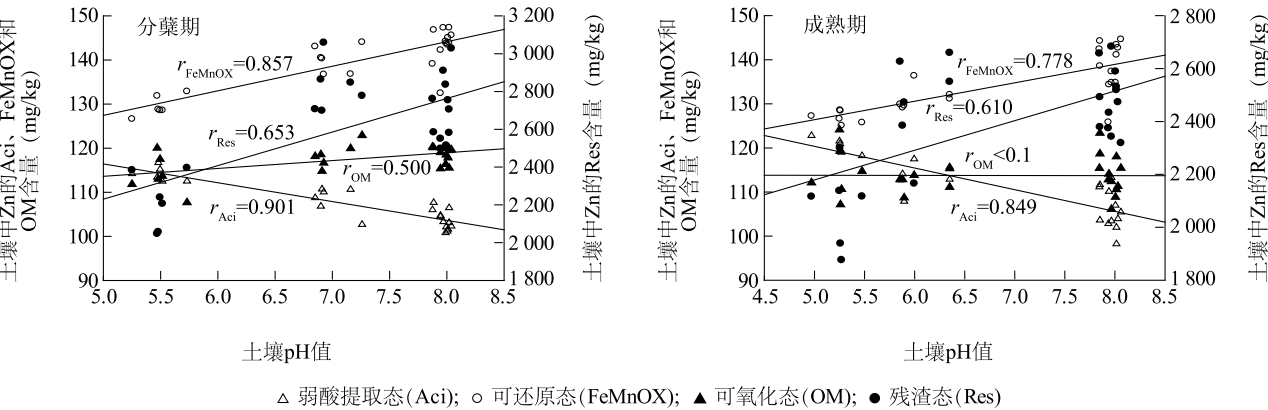 分蘖期
土壤中Zn的Aci、FeMnOX和
OM含量（mg/kg）
150
140
130
120
110
100
90
5.0 5.5 6.0 6.5 7.0 7.5 8.0 8.5
3 200
3 000
2 800
2 600
2 400
2 200
2 000
1 800
土壤中Zn的Res含量（mg/kg）
rFeMnOX=0.857
rRes=0.653
rOM=0.500
rAci=0.901
土壤pH值
成熟期
土壤中Zn的Aci、FeMnOX和
OM含量（mg/kg）
150
140
130
120
110
100
90
4.5 5.0 5.5 6.0 6.5 7.0 7.5 8.0 8.5
2 800
2 600
2 400
2 200
2 000
1 800
土壤中Zn的Res含量（mg/kg）
rFeMnOX=0.778
rRes=0.610
rOM<0.1
rAci=0.849
土壤pH值
△ 弱酸提取态(Aci); ○ 可还原态(FeMnOX); ▲ 可氧化态(OM); ● 残渣态(Res)